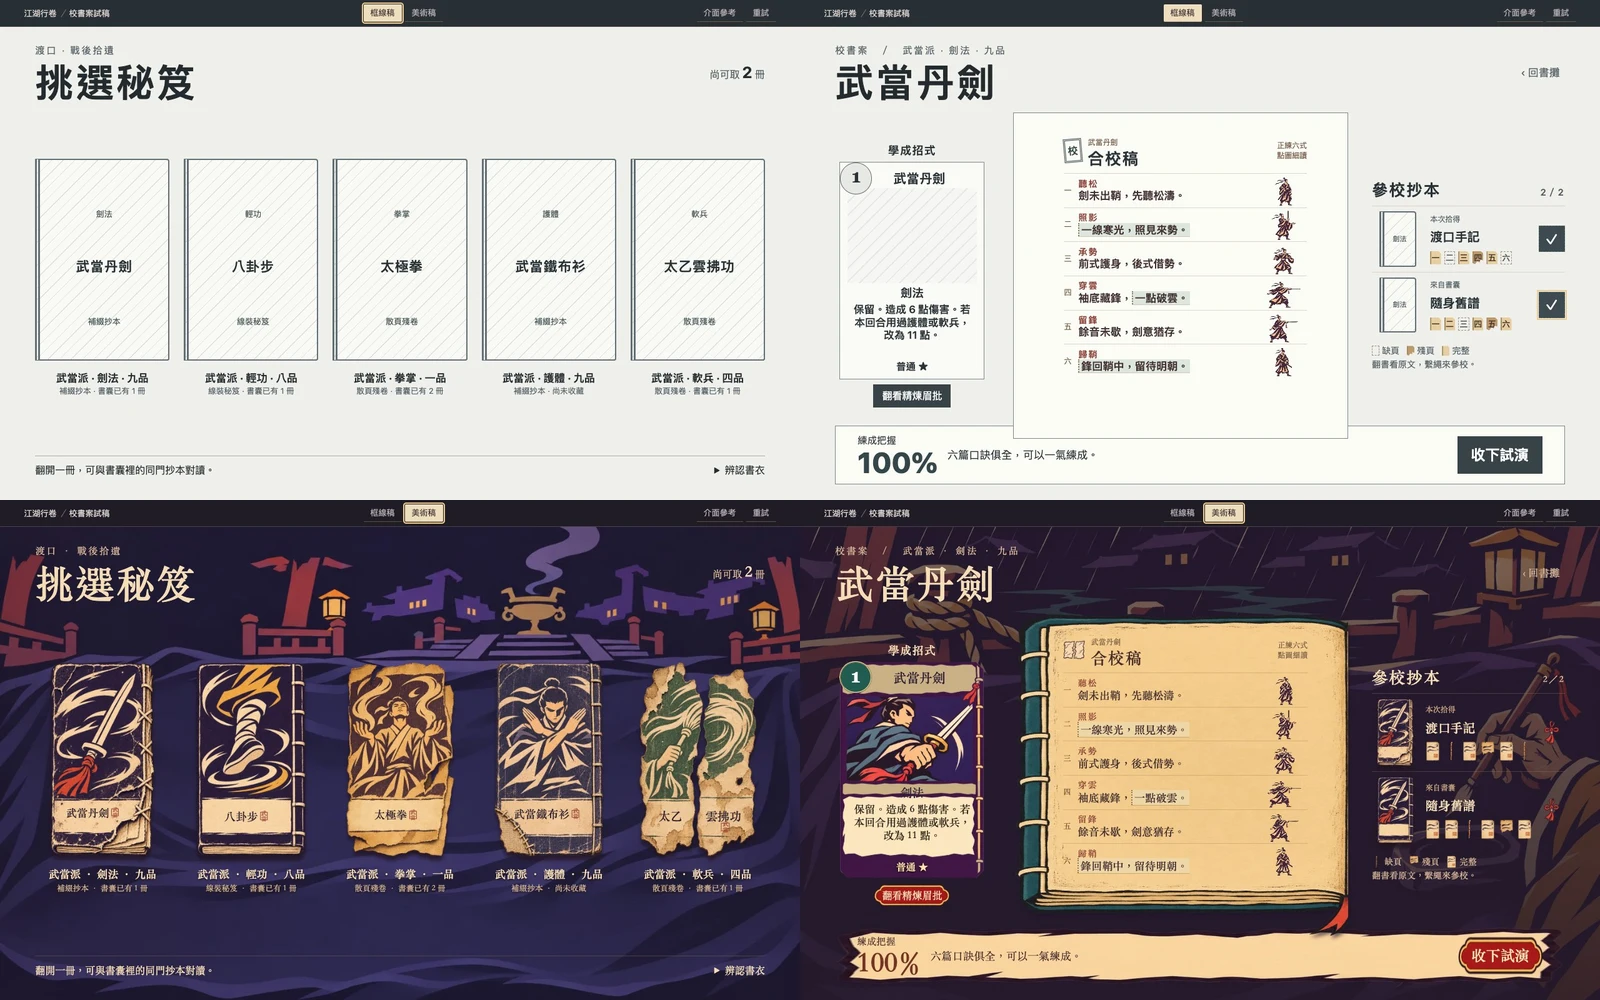 江湖行卷 / 校書案試稿
框線稿 美術稿
介面參考 重試
渡口 · 戰後拾遺
挑選秘笈
尚可取 2 冊
劍法
武當丹劍
補綴抄本
輕功
八卦步
線裝秘笈
拳掌
太極拳
散頁殘卷
護體
武當鐵布衫
補綴抄本
軟兵
太乙雲拂功
散頁殘卷
武當派 · 劍法 · 九品
補綴抄本 · 書囊已有 1 冊
武當派 · 輕功 · 八品
線裝秘笈 · 書囊已有 1 冊
武當派 · 拳掌 · 一品
散頁殘卷 · 書囊已有 2 冊
武當派 · 護體 · 九品
補綴抄本 · 尚未收藏
武當派 · 軟兵 · 四品
散頁殘卷 · 書囊已有 1 冊
翻開一冊，可與書囊裡的同門抄本對讀。
▶ 辨認書衣
江湖行卷 / 校書案試稿
框線稿 美術稿
介面參考 重試
校書案 / 武當派 · 劍法 · 九品
武當丹劍
‹ 回書攤
學成招式
1
武當丹劍
劍法
保留。造成 6 點傷害。若
本回合用過護體或軟兵，
改為 11 點。
普通 ★
翻看精煉眉批
校
武當丹劍
合校稿
正練六式
點圖細讀
一 聽松
劍未出鞘，先聽松濤。
二 照影
一線寒光，照見來勢。
三 承勢
前式護身，後式借勢。
四 穿雲
袖底藏鋒，一點破雲。
五 留鋒
餘音未歇，劍意猶存。
六 歸鞘
鋒回鞘中，留待明朝。
參校抄本
2 / 2
劍法
本次拾得
渡口手記
一 二 三 四 五 六
劍法
來自書囊
隨身舊譜
一 二 三 四 五 六
缺頁 殘頁 完整
翻書看原文，繫繩來參校。
練成把握
100%
六篇口訣俱全，可以一氣練成。
收下試演
江湖行卷 / 校書案試稿
框線稿 美術稿
介面參考 重試
渡口 · 戰後拾遺
挑選秘笈
尚可取 2 冊
武當丹劍
八卦步
太極拳
武當鐵布衫
太乙 雲拂功
武當派 · 劍法 · 九品
補綴抄本 · 書囊已有 1 冊
武當派 · 輕功 · 八品
線裝秘笈 · 書囊已有 1 冊
武當派 · 拳掌 · 一品
散頁殘卷 · 書囊已有 2 冊
武當派 · 護體 · 九品
補綴抄本 · 尚未收藏
武當派 · 軟兵 · 四品
散頁殘卷 · 書囊已有 1 冊
翻開一冊，可與書囊裡的同門抄本對讀。
▶ 辨認書衣
江湖行卷 / 校書案試稿
框線稿 美術稿
介面參考 重試
校書案 / 武當派 · 劍法 · 九品
武當丹劍
‹ 回書攤
學成招式
1
武當丹劍
劍法
保留。造成 6 點傷害。若
本回合用過護體或軟兵，
改為 11 點。
普通 ★
翻看精煉眉批
武當丹劍
合校稿
正練六式
點圖細讀
一 聽松
劍未出鞘，先聽松濤。
二 照影
一線寒光，照見來勢。
三 承勢
前式護身，後式借勢。
四 穿雲
袖底藏鋒，一點破雲。
五 留鋒
餘音未歇，劍意猶存。
六 歸鞘
鋒回鞘中，留待明朝。
參校抄本
2 / 2
本次拾得
渡口手記
來自書囊
隨身舊譜
缺頁 殘頁 完整
翻書看原文，繫繩來參校。
練成把握
100%
六篇口訣俱全，可以一氣練成。
收下試演